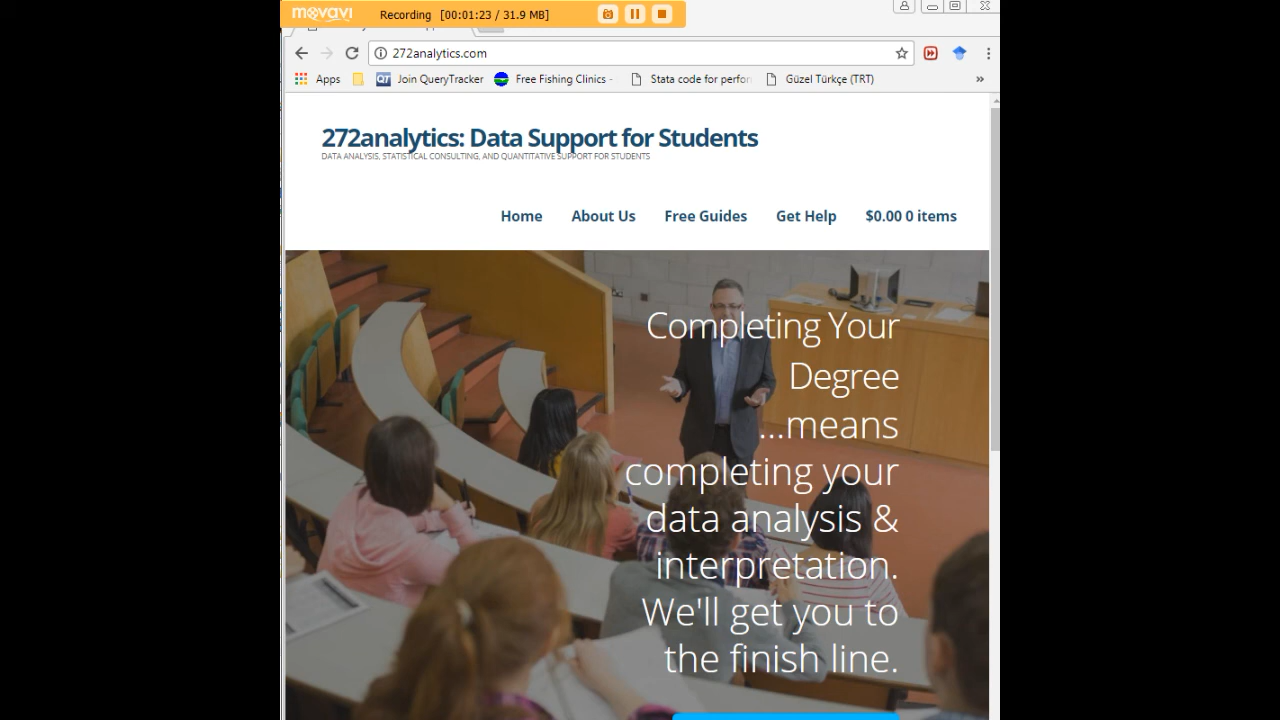 movavi Recording [00:01:23 / 31.9 MB]
272analytics.com
Apps QT Join QueryTracker Free Fishing Clinics - Stata code for perfor Güzel Türkçe (TRT) »
272analytics: Data Support for Students
DATA ANALYSIS, STATISTICAL CONSULTING, AND QUANTITATIVE SUPPORT FOR STUDENTS
Home About Us Free Guides Get Help $0.00 0 items
Completing Your
Degree
...means
completing your
data analysis &
interpretation.
We'll get you to
the finish line.